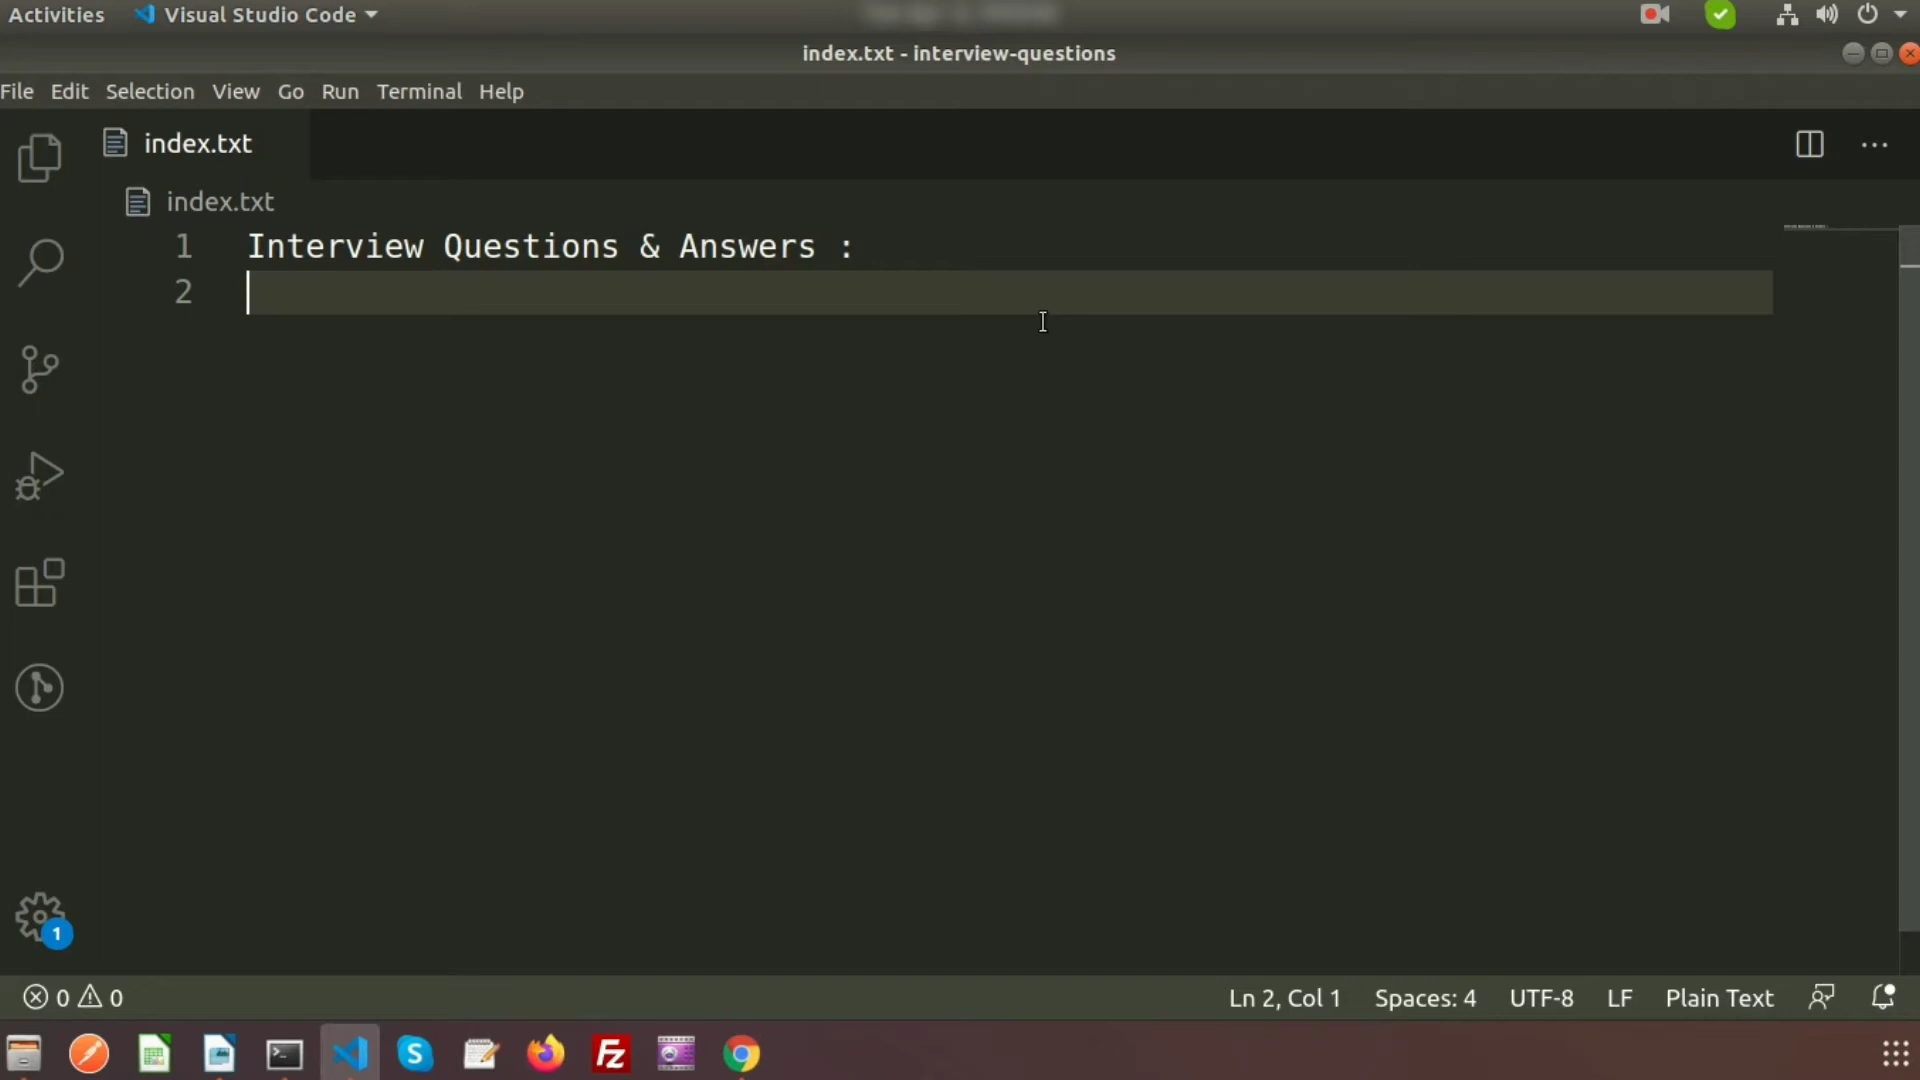 Activities Visual Studio Code
index.txt - interview-questions
File Edit Selection View Go Run Terminal Help
index.txt
index.txt
1 Interview Questions & Answers :
2
1
0 0 Ln 2, Col 1 Spaces: 4 UTF-8 LF Plain Text
S
Fz